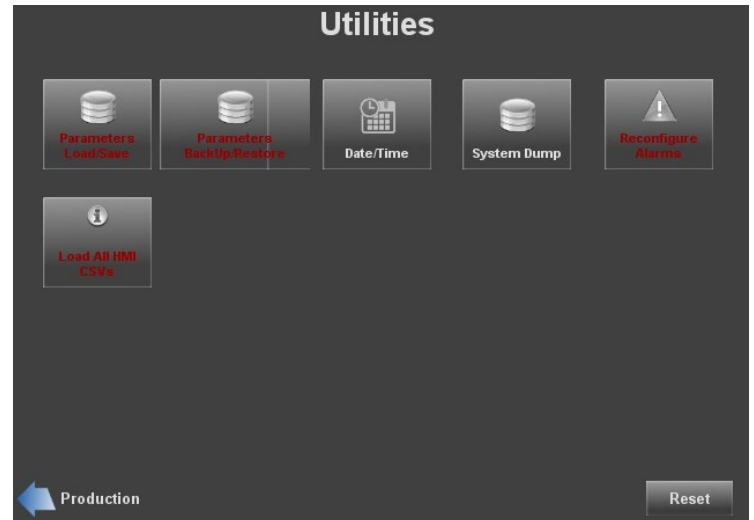 Utilities
Parameters
Load/Save
Parameters
BackUp/Restore
Date/Time
System Dump
Reconfigure
Alarms
Load All HMI
CSVs
Production
Reset